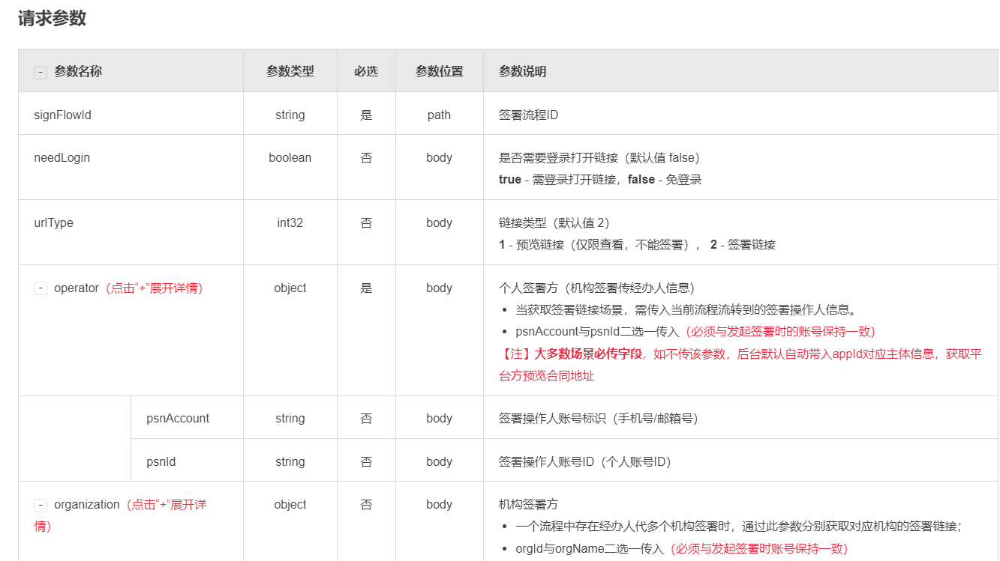 请求参数
- 参数名称 参数类型 必选 参数位置 参数说明
signFlowId string 是 path 签署流程ID
needLogin boolean 否 body 是否需要登录打开链接（默认值 false）
true - 需登录打开链接，false - 免登录
urlType int32 否 body 链接类型（默认值 2）
1 - 预览链接（仅限查看，不能签署）， 2 - 签署链接
- operator（点击“+”展开详情） object 是 body 个人签署方（机构签署传经办人信息）
• 当获取签署链接场景，需传入当前流程流转到的签署操作人信息。
• psnAccount与psnId二选一传入（必须与发起签署时的账号保持一致）
【注】大多数场景必传字段，如不传该参数，后台默认自动带入appId对应主体信息，获取平
台方预览合同地址
psnAccount string 否 body 签署操作人账号标识（手机号/邮箱号）
psnId string 否 body 签署操作人账号ID（个人账号ID）
- organization（点击“+”展开详 object 否 body 机构签署方
情）
• 一个流程中存在经办人代多个机构签署时，通过此参数分别获取对应机构的签署链接；
• orgId与orgName二选一传入（必须与发起签署时账号保持一致）